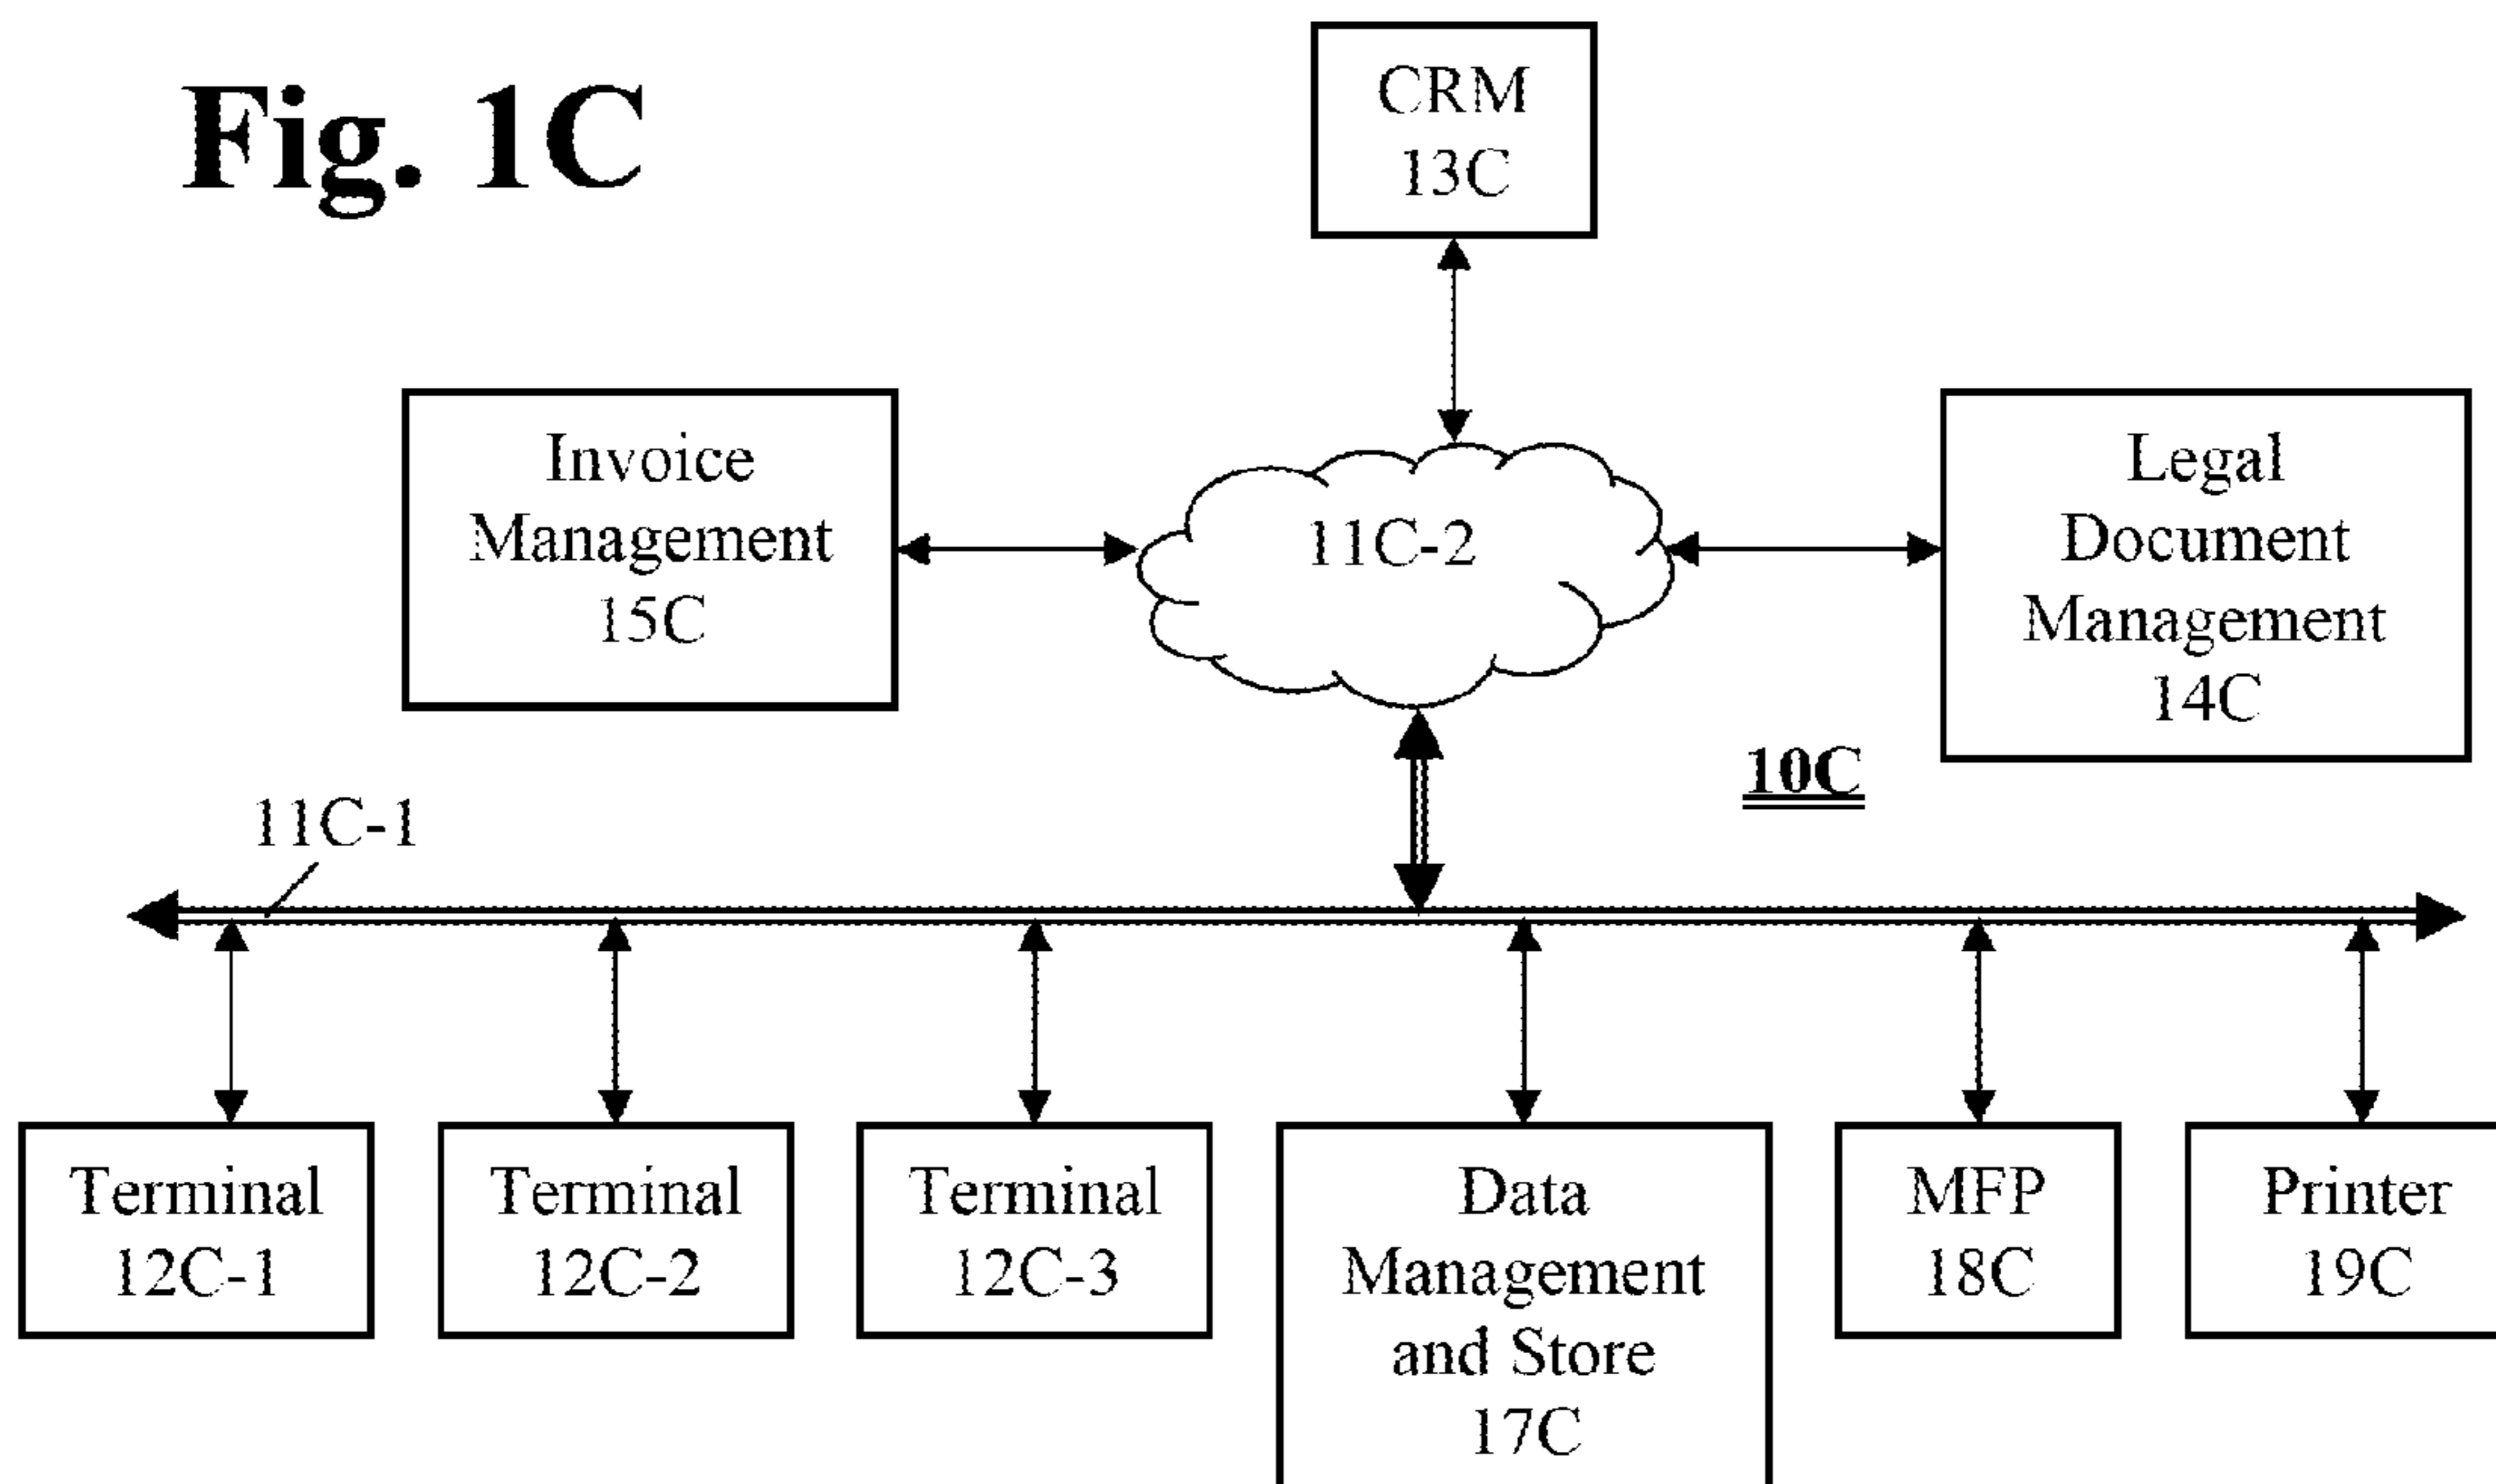 Fig. 1C
CRM
13C
Invoice
Management
15C
11C-2
Legal
Document
Management
14C
10C
11C-1
Terminal
12C-1
Terminal
12C-2
Terminal
12C-3
Data
Management
and Store
17C
MFP
18C
Printer
19C